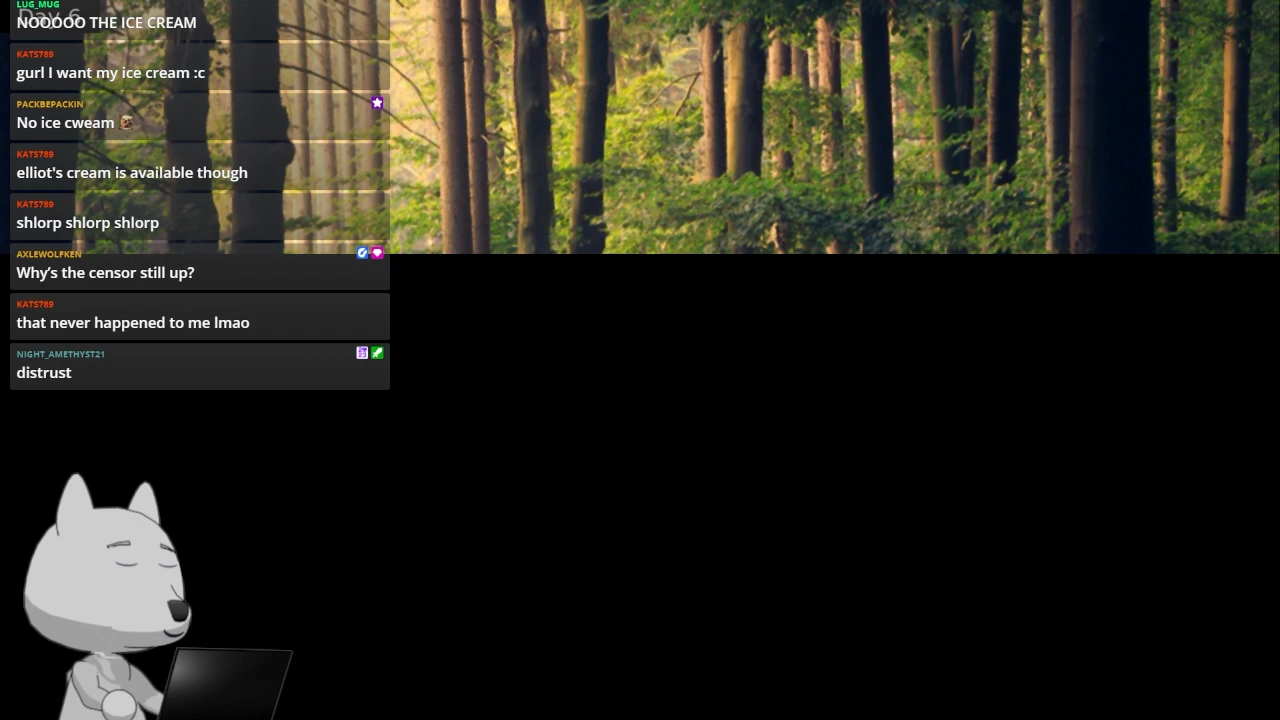 LUG_MUG
Day 6
NOOOOO THE ICE CREAM
KATS789
gurl I want my ice cream :c
PACKBEPACKIN
No ice cweam
KATS789
elliot's cream is available though
KATS789
shlorp shlorp shlorp
AXLEWOLFKEN
Why’s the censor still up?
KATS789
that never happened to me lmao
NIGHT_AMETHYST21
distrust